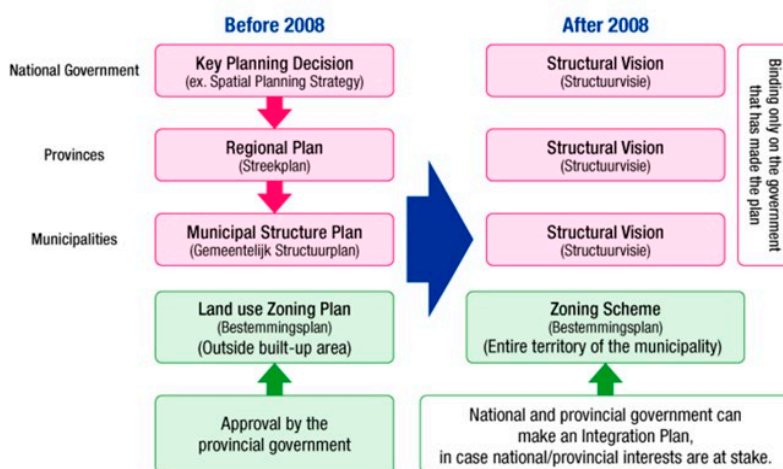 Before 2008
After 2008
National Government
Key Planning Decision
(ex. Spatial Planning Strategy)
Structural Vision
(Structuurvisie)
Provinces
Regional Plan
(Streekplan)
Structural Vision
(Structuurvisie)
Municipalities
Municipal Structure Plan
(Gemeentelijk Structuurplan)
Structural Vision
(Structuurvisie)
Binding only on the government
that has made the plan
Land use Zoning Plan
(Bestemmingsplan)
(Outside built-up area)
Zoning Scheme
(Bestemmingsplan)
(Entire territory of the municipality)
Approval by the
provincial government
National and provincial government can
make an Integration Plan,
in case national/provincial interests are at stake.